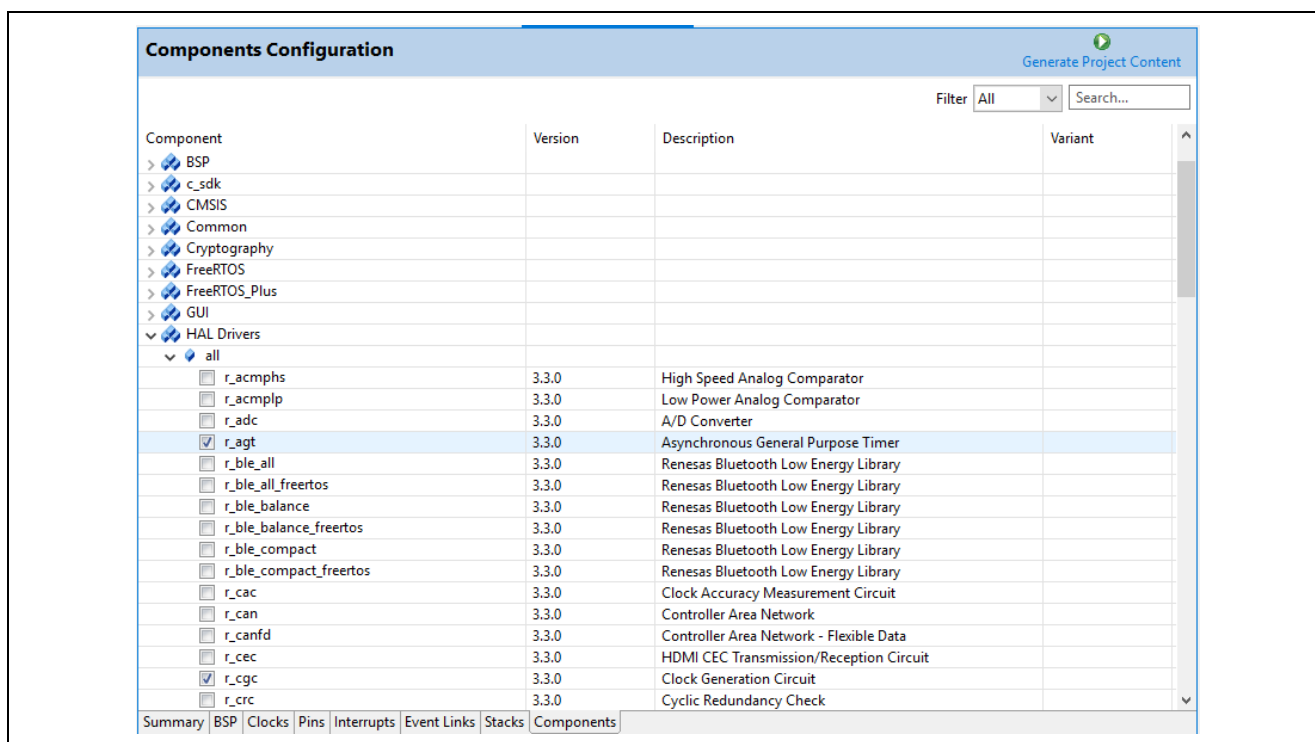 Components Configuration
Generate Project Content
Filter All Search...
Component Version Description Variant
BSP
c_sdk
CMSIS
Common
Cryptography
FreeRTOS
FreeRTOS_Plus
GUI
HAL Drivers
all
r_acmphs 3.3.0 High Speed Analog Comparator
r_acmplp 3.3.0 Low Power Analog Comparator
r_adc 3.3.0 A/D Converter
r_agt 3.3.0 Asynchronous General Purpose Timer
r_ble_all 3.3.0 Renesas Bluetooth Low Energy Library
r_ble_all_freertos 3.3.0 Renesas Bluetooth Low Energy Library
r_ble_balance 3.3.0 Renesas Bluetooth Low Energy Library
r_ble_balance_freertos 3.3.0 Renesas Bluetooth Low Energy Library
r_ble_compact 3.3.0 Renesas Bluetooth Low Energy Library
r_ble_compact_freertos 3.3.0 Renesas Bluetooth Low Energy Library
r_cac 3.3.0 Clock Accuracy Measurement Circuit
r_can 3.3.0 Controller Area Network
r_canfd 3.3.0 Controller Area Network - Flexible Data
r_cec 3.3.0 HDMI CEC Transmission/Reception Circuit
r_cgc 3.3.0 Clock Generation Circuit
r_crc 3.3.0 Cyclic Redundancy Check
Summary BSP Clocks Pins Interrupts Event Links Stacks Components